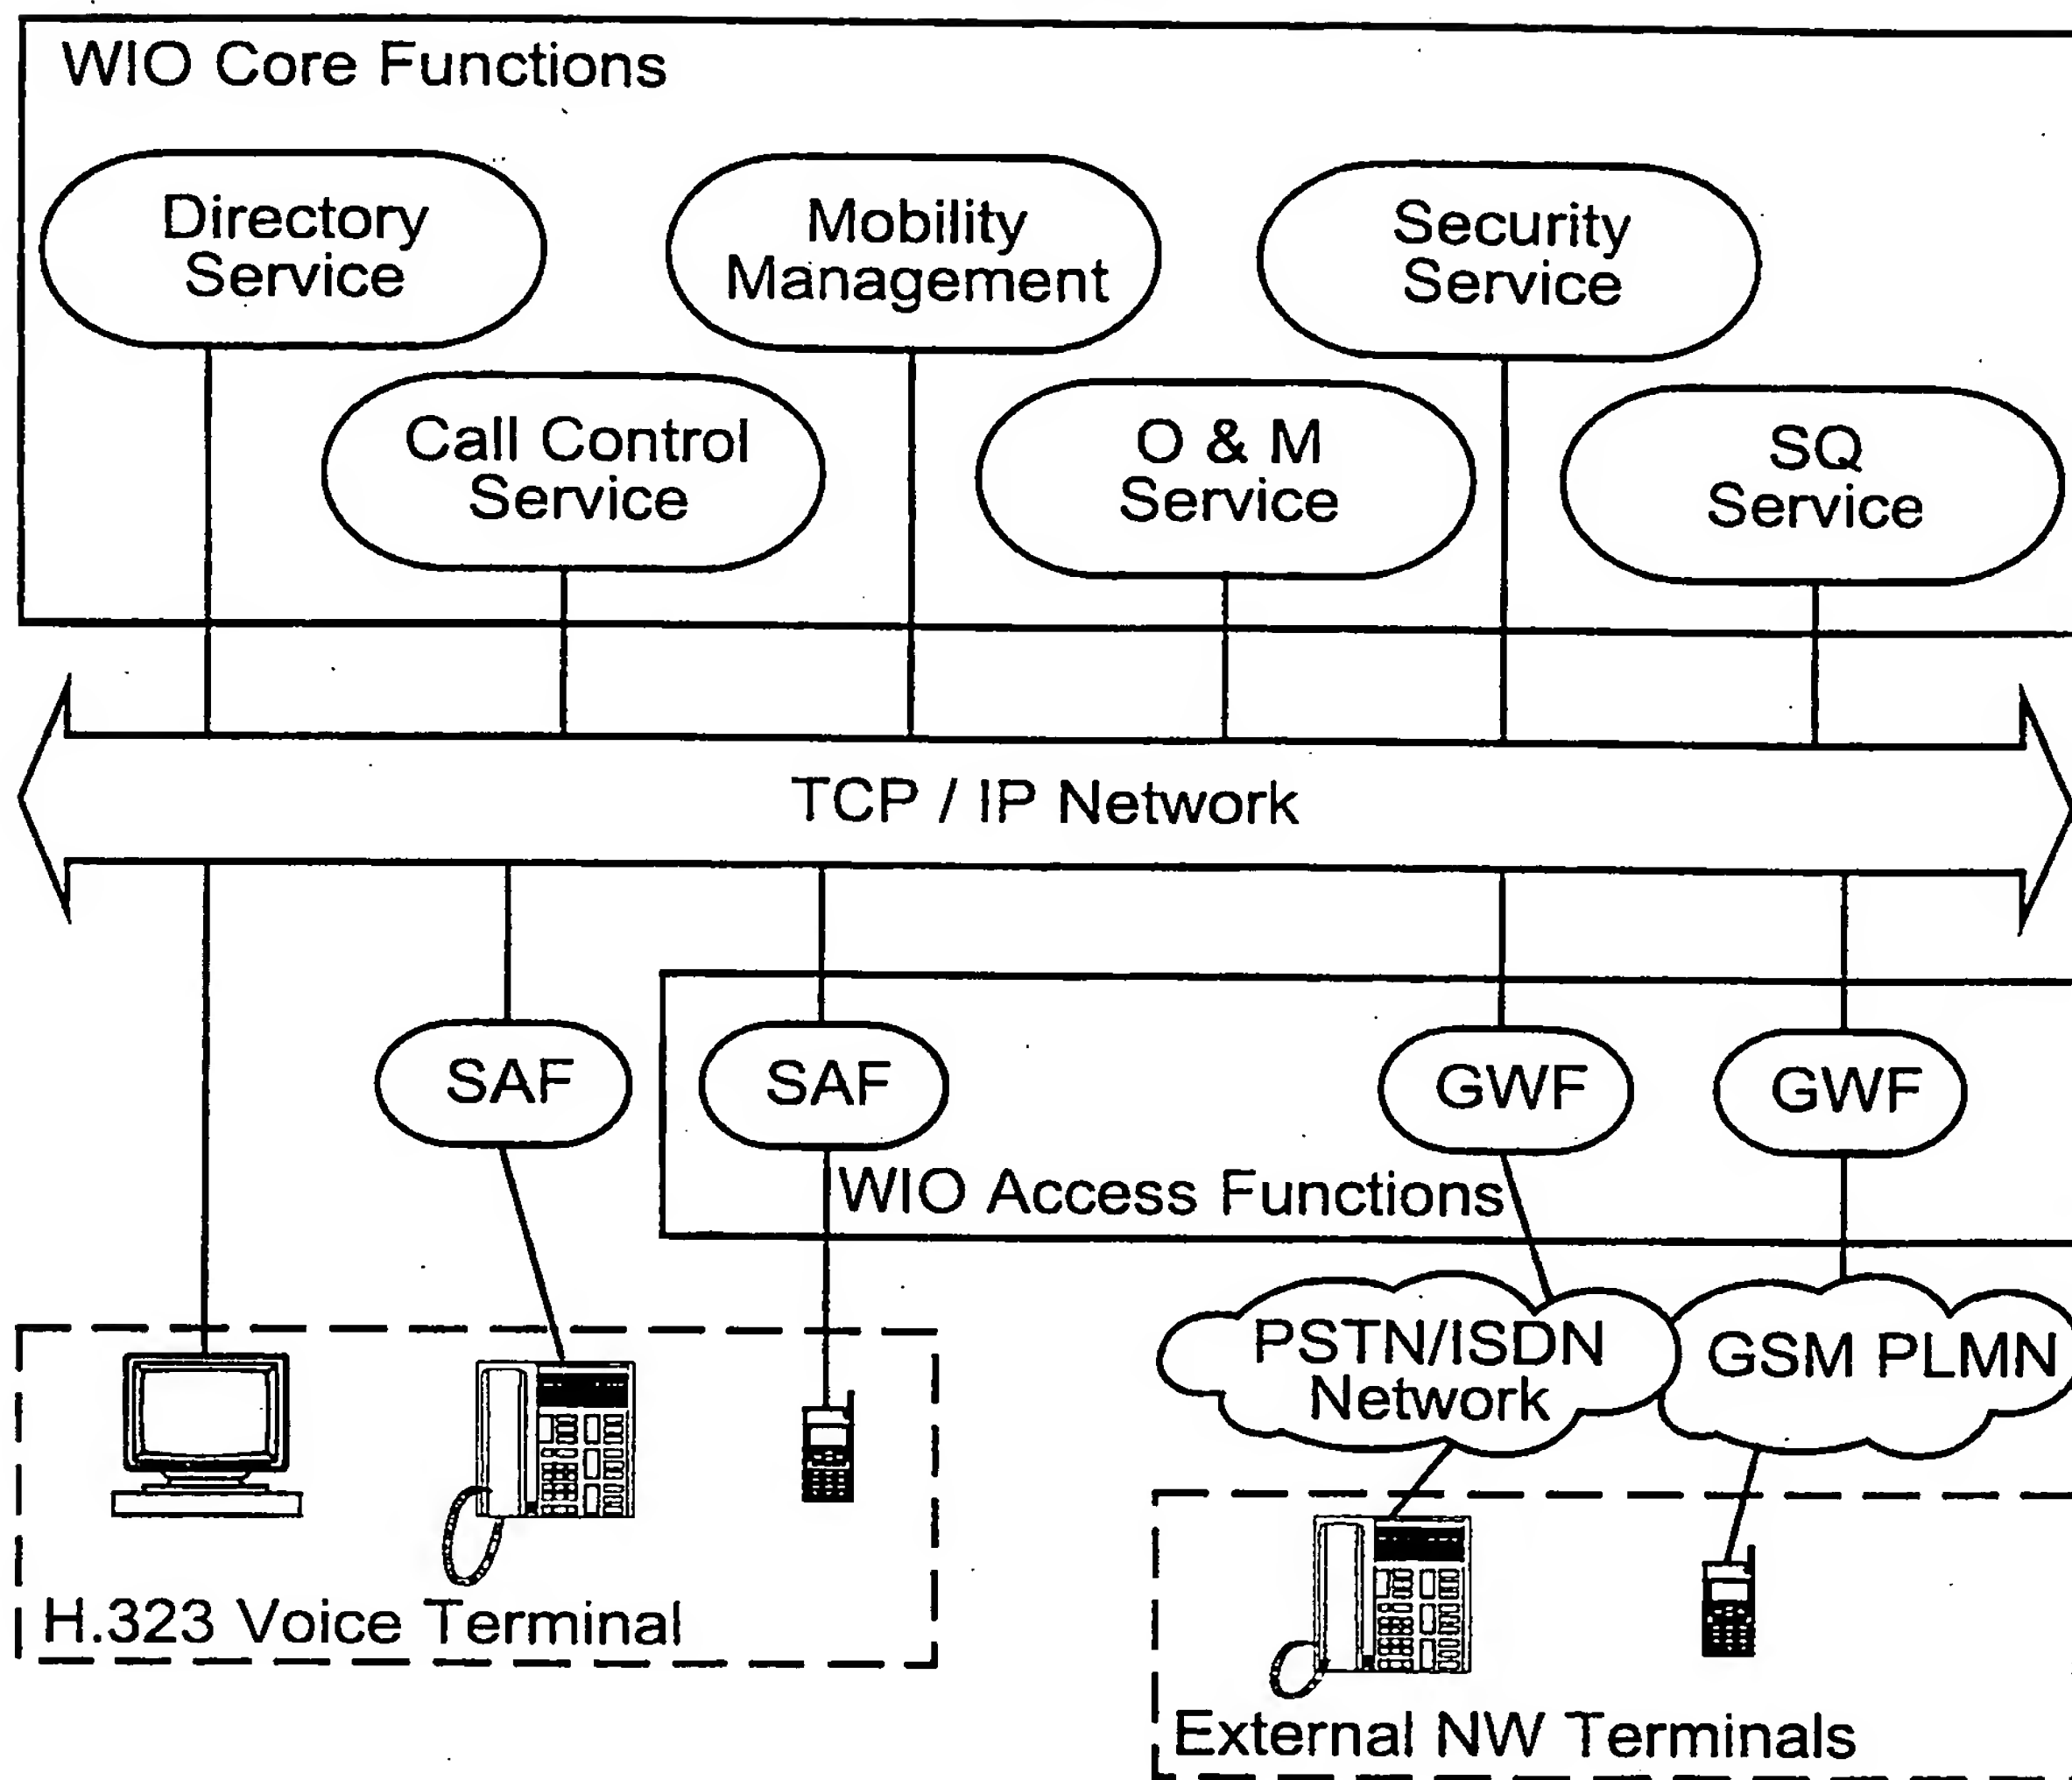 WIO Core Functions
Directory
Service
Mobility
Management
Security
Service
Call Control
Service
O & M
Service
SQ
Service
TCP / IP Network
SAF
SAF
GWF
GWF
WIO Access Functions
PSTN/ISDN
Network
GSM PLMN
H.323 Voice Terminal
External NW Terminals